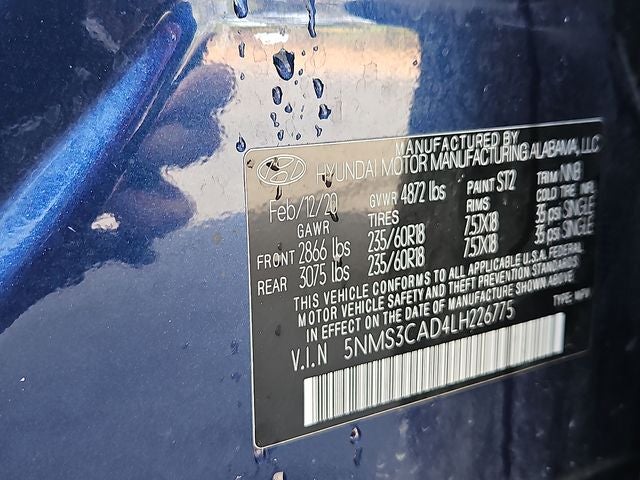 MANUFACTURED BY
HYUNDAI MOTOR MANUFACTURING ALABAMA, LLC
Feb/12/20 GVWR 4872 lbs PAINT ST2 TRIM NNB
GAWR TIRES RIMS COLD TRE INFL
FRONT 2866 lbs 235/60R18 7.5JX18 35 psi SINGLE
REAR 3075 lbs 235/60R18 7.5JX18 35 psi SINGLE
THIS VEHICLE CONFORMS TO ALL APPLICABLE U.S.A. FEDERAL
MOTOR VEHICLE SAFETY AND THEFT PREVENTION STANDARDS
IN EFFECT ON THE DATE OF MANUFACTURE SHOWN ABOVE
V.I.N 5NMS3CAD4LH226775 TYPE MPV